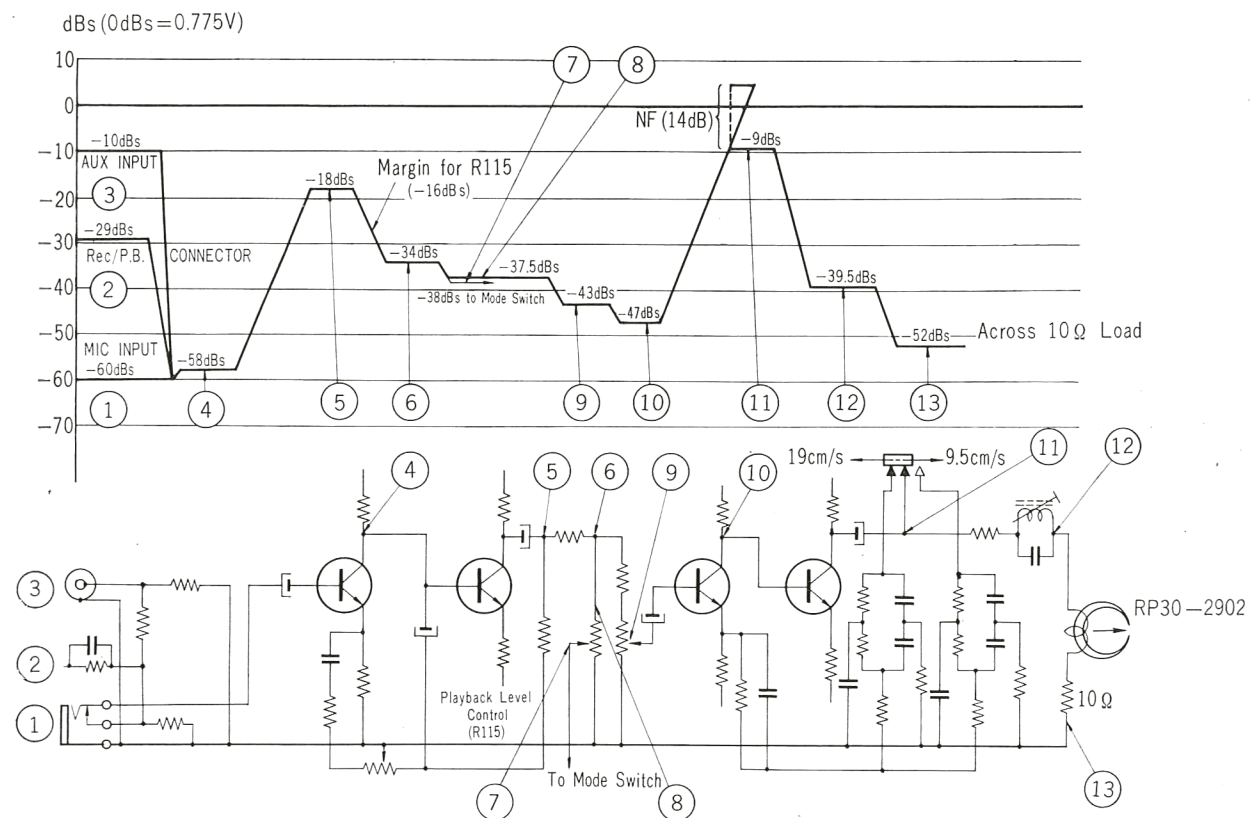 dBs (0dBs=0.775V)
7
8
10
0
-10
-20
-30
-40
-50
-60
-70
NF (14dB)
-10dBs
AUX INPUT
3
-29dBs
Rec/P.B.
CONNECTOR
2
MIC INPUT
-60dBs
1
-58dBs
4
-18dBs
5
Margin for R115
(-16dBs)
-34dBs
6
-37.5dBs
-38dBs to Mode Switch
-43dBs
9
-47dBs
10
-9dBs
11
-39.5dBs
12
-52dBs
13
Across 10Ω Load
4
5
6
9
10
19cm/s
9.5cm/s
11
12
3
2
1
RP30-2902
10Ω
Playback Level
Control
(R115)
To Mode Switch
7
8
13